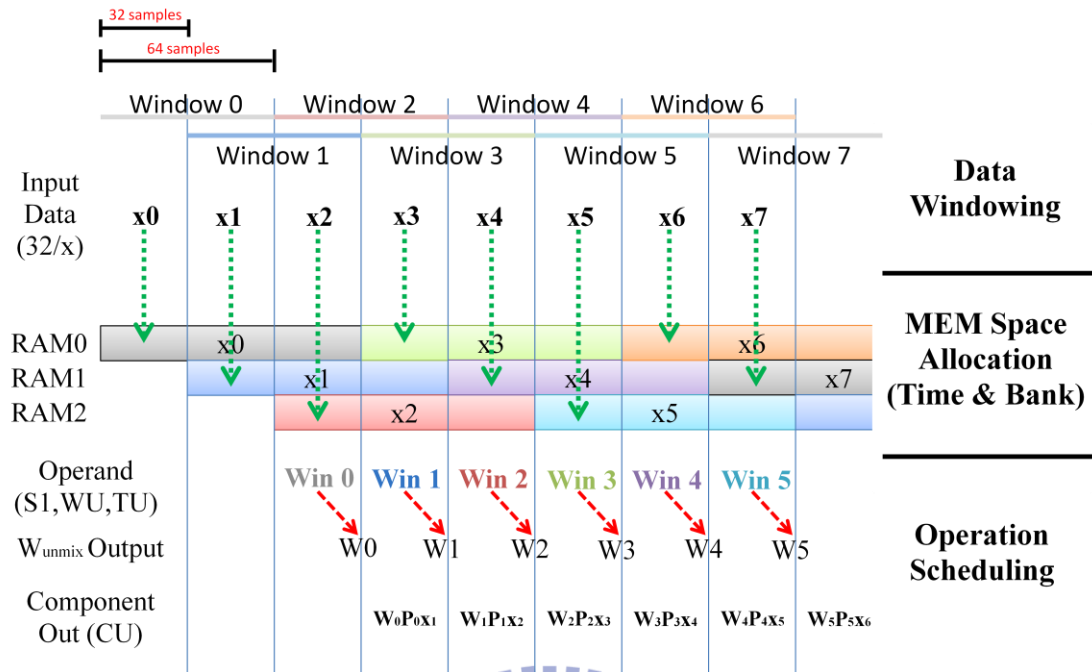 32 samples
64 samples
Window 0 Window 2 Window 4 Window 6
Window 1 Window 3 Window 5 Window 7
Input
Data
(32/x)
x0 x1 x2 x3 x4 x5 x6 x7
Data
Windowing
RAM0 x0 x3 x6
RAM1 x1 x4 x7
RAM2 x2 x5
MEM Space
Allocation
(Time & Bank)
Operand
(S1,WU,TU)
Win 0 Win 1 Win 2 Win 3 Win 4 Win 5
Wunmix Output W0 W1 W2 W3 W4 W5
Operation
Scheduling
Component
Out (CU)
W0P0x1 W1P1x2 W2P2x3 W3P3x4 W4P4x5 W5P5x6